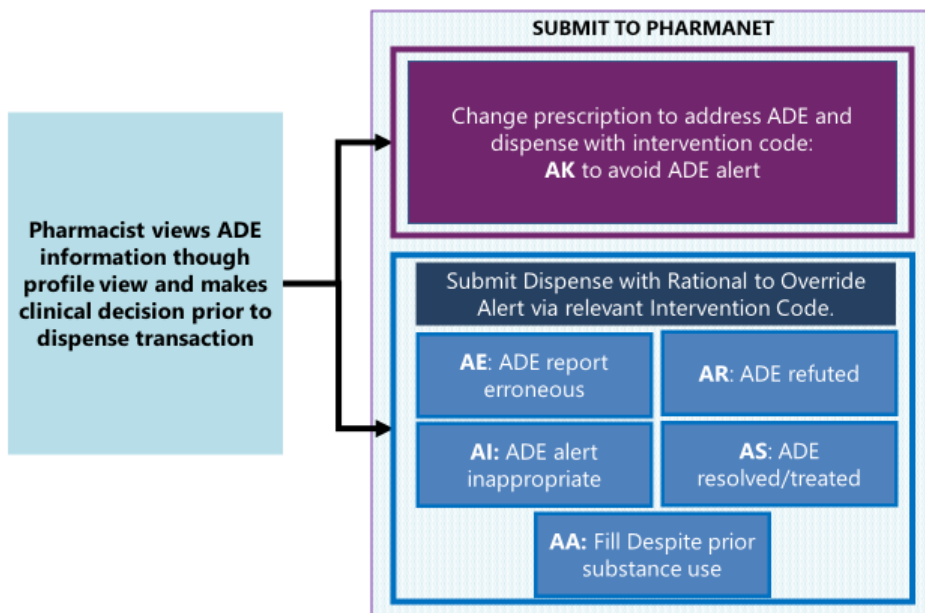 SUBMIT TO PHARMANET
Change prescription to address ADE and
dispense with intervention code:
AK to avoid ADE alert
Pharmacist views ADE
information though
profile view and makes
clinical decision prior to
dispense transaction
Submit Dispense with Rational to Override
Alert via relevant Intervention Code.
AE: ADE report
erroneous
AR: ADE refuted
AI: ADE alert
inappropriate
AS: ADE
resolved/treated
AA: Fill Despite prior
substance use